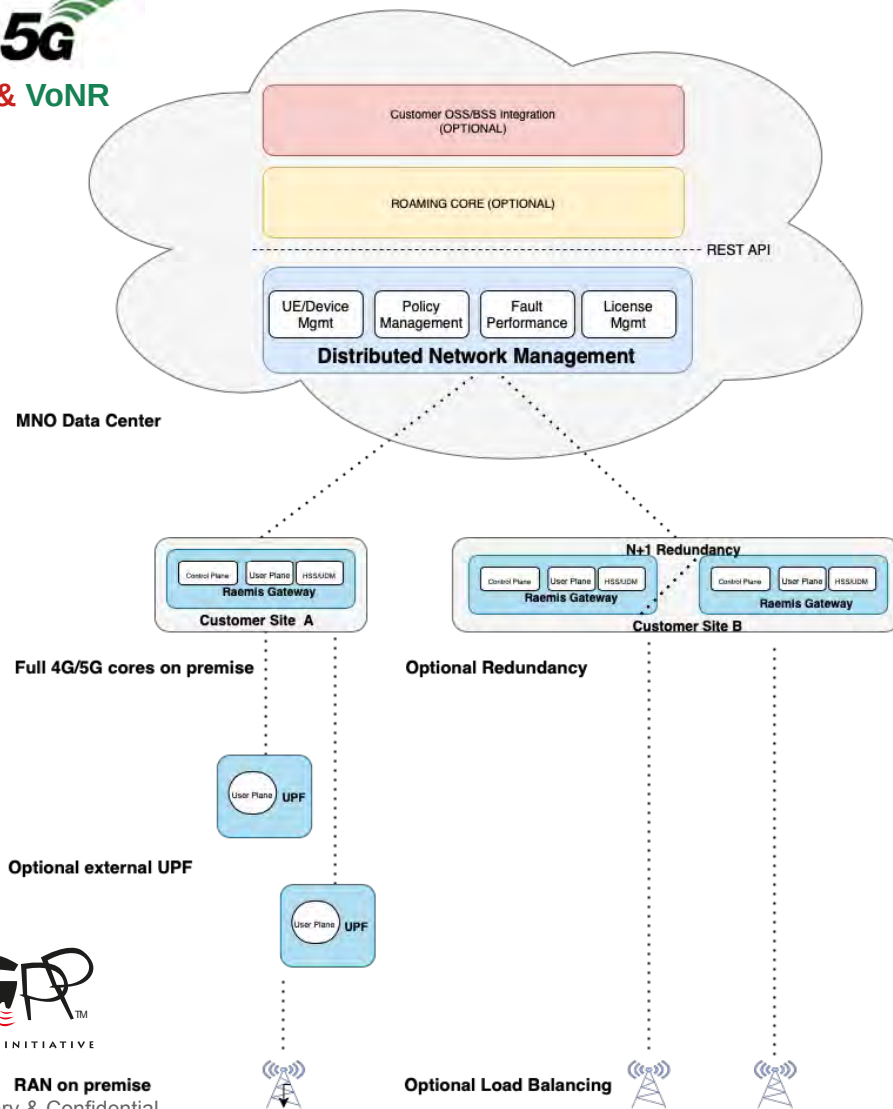 5G
& VoNR
Customer OSS/BSS Integration
(OPTIONAL)
ROAMING CORE (OPTIONAL)
REST API
UE/Device
Mgmt
Policy
Management
Fault
Performance
License
Mgmt
Distributed Network Management
MNO Data Center
Control Plane
User Plane
HSS/UDM
Raemis Gateway
Customer Site A
N+1 Redundancy
Control Plane
User Plane
HSS/UDM
Raemis Gateway
Control Plane
User Plane
HSS/UDM
Raemis Gateway
Customer Site B
Full 4G/5G cores on premise
Optional Redundancy
User Plane
UPF
Optional external UPF
User Plane
UPF
TM
INITIATIVE
RAN on premise
Optional Load Balancing
& Confidential